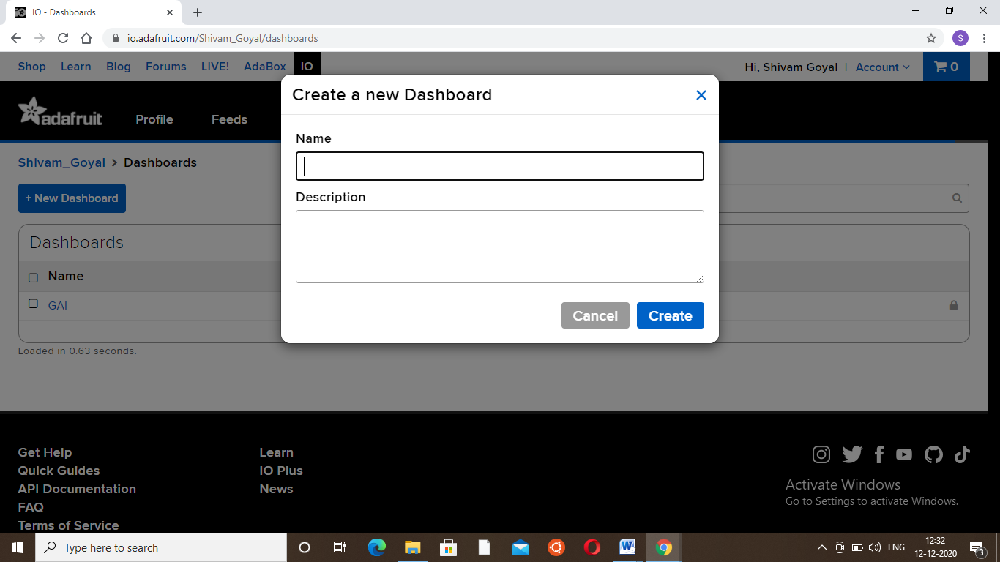 IO - Dashboards
io.adafruit.com/Shivam_Goyal/dashboards
S
Shop Learn Blog Forums LIVE! AdaBox IO
Hi, Shivam Goyal | Account 0
adafruit Profile Feeds
Create a new Dashboard
Name
Description
Cancel Create
Shivam_Goyal > Dashboards
+ New Dashboard
Dashboards
Name
GAI
Loaded in 0.63 seconds.
Get Help
Quick Guides
API Documentation
FAQ
Terms of Service
Learn
IO Plus
News
Activate Windows
Go to Settings to activate Windows.
Type here to search
ENG
12:32
12-12-2020
3